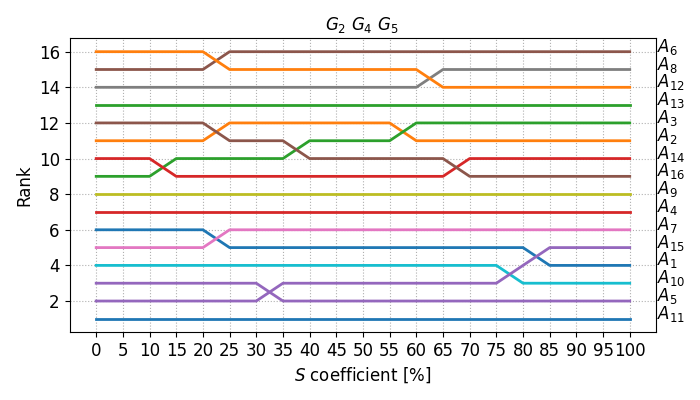 G₂ G₄ G₅
16 A₆
A₈
14 A₁₂
A₁₃
12 A₃
A₂
10 A₁₄
A₁₆
8 A₉
A₄
6 A₇
A₁₅
4 A₁
A₁₀
2 A₅
A₁₁
Rank
0 5 10 15 20 25 30 35 40 45 50 55 60 65 70 75 80 85 90 95 100
S coefficient [%]